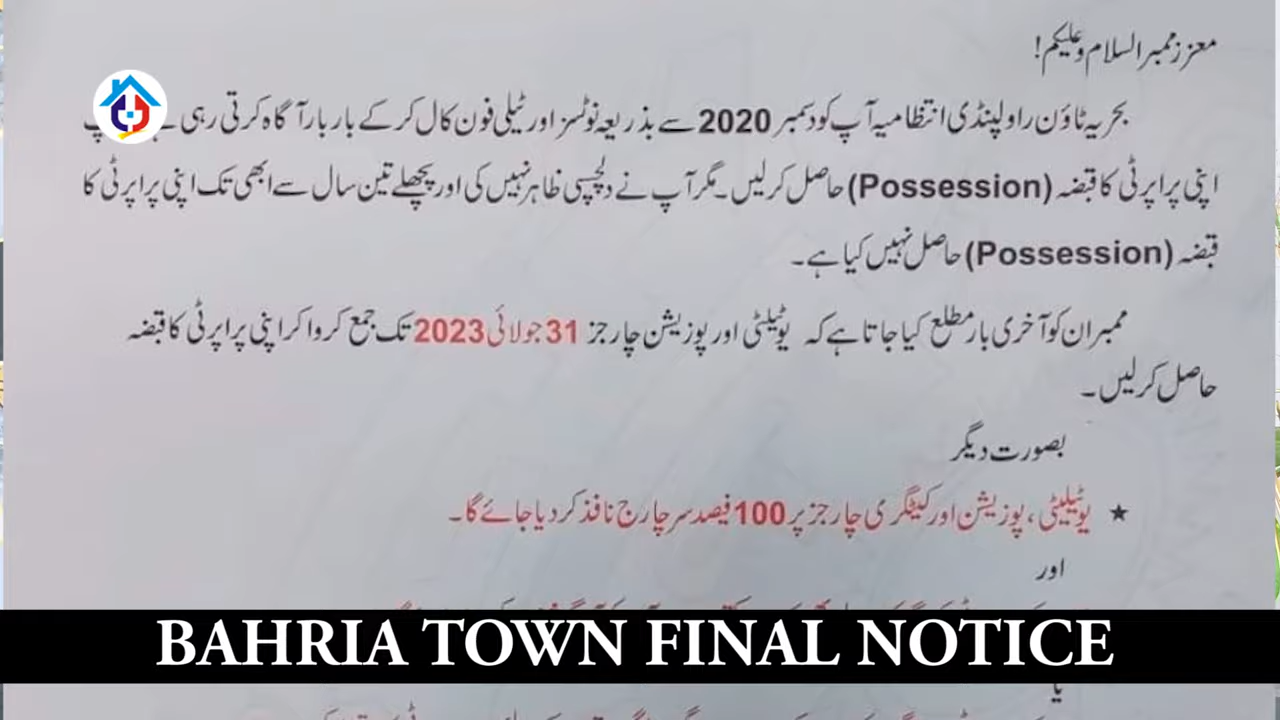 معزز ممبر السلام وعلیکم!
بحریہ ٹاؤن راولپنڈی انتظامیہ آپ کو دسمبر 2020 سے بذریعہ نوٹسز اور ٹیلی فون کال کر کے بار بار آگاہ کرتی رہی
اپنی پراپرٹی کا قبضہ (Possession) حاصل کرلیں۔ مگر آپ نے دلچسپی ظاہر نہیں کی اور پچھلے تین سال سے ابھی تک اپنی پراپرٹی کا
قبضہ (Possession) حاصل نہیں کیا ہے۔
ممبران کو آخری بار مطلع کیا جاتا ہے کہ یوٹیلٹی اور پوزیشن چارجز 31 جولائی 2023 تک جمع کروا کر اپنی پراپرٹی کا قبضہ
حاصل کرلیں۔
بصورت دیگر
★ یوٹیلیٹی، پوزیشن اور کیٹگری چارجز پر 100 فیصد سرچارج نافذ کر دیا جائے گا۔
اور
BAHRIA TOWN FINAL NOTICE
یا